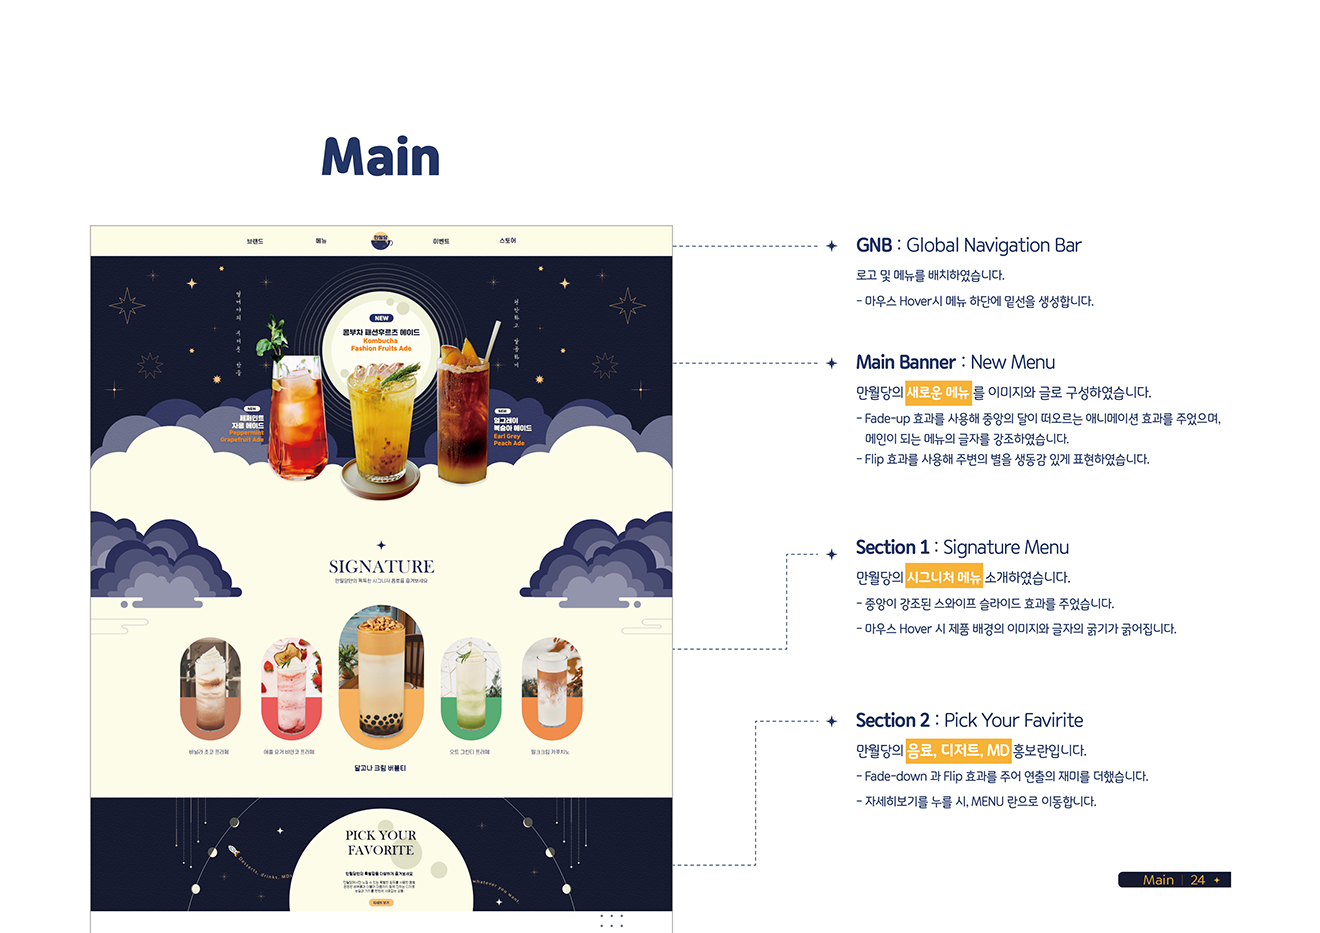 Main
브랜드
메뉴
만월당
이벤트
스토어
NEW
콤부차 패션후르츠 에이드
Kombucha
Fashion Fruits Ade
NEW
페퍼민트
자몽 에이드
Peppermint
Grapefruit Ade
NEW
얼그레이
복숭아 에이드
Earl Grey
Peach Ade
SIGNATURE
만월당만의 독특한 시그니처 음료를 즐겨보세요
바닐라 초코 프라페
애플 요거 비안코 프라페
달고나 크림 버블티
오트 그린티 프라페
밀크크림 카푸치노
PICK YOUR
FAVORITE
만월당만의 특별함을 다양하게 즐겨보세요
자세히 보기
Desserts, drinks, MDs
whatever you want
GNB : Global Navigation Bar
로고 및 메뉴를 배치하였습니다.
- 마우스 Hover시 메뉴 하단에 밑선을 생성합니다.
Main Banner : New Menu
만월당의 새로운 메뉴 를 이미지와 글로 구성하였습니다.
- Fade-up 효과를 사용해 중앙의 달이 떠오르는 애니메이션 효과를 주었으며,
메인이 되는 메뉴의 글자를 강조하였습니다.
- Flip 효과를 사용해 주변의 별을 생동감 있게 표현하였습니다.
Section 1 : Signature Menu
만월당의 시그니처 메뉴 소개하였습니다.
- 중앙이 강조된 스와이프 슬라이드 효과를 주었습니다.
- 마우스 Hover 시 제품 배경의 이미지와 글자의 굵기가 굵어집니다.
Section 2 : Pick Your Favirite
만월당의 음료, 디저트, MD 홍보란입니다.
- Fade-down 과 Flip 효과를 주어 연출의 재미를 더했습니다.
- 자세히보기를 누를 시, MENU 란으로 이동합니다.
Main | 24